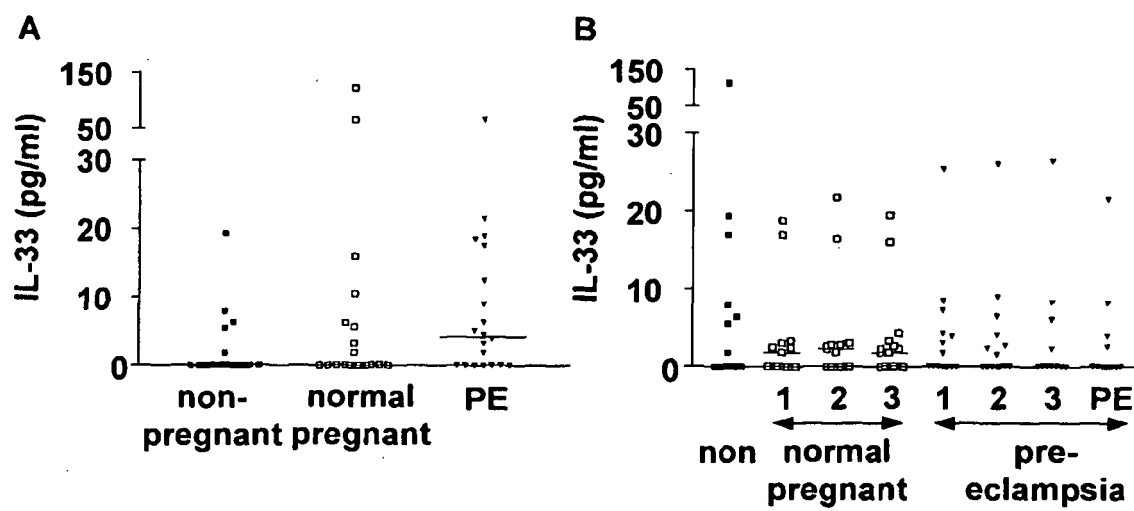 A
IL-33 (pg/ml)
150
50
30
20
10
0
non- normal PE
pregnant pregnant
B
IL-33 (pg/ml)
150
50
30
20
10
0
1 2 3 1 2 3 PE
non normal pre-
pregnant eclampsia